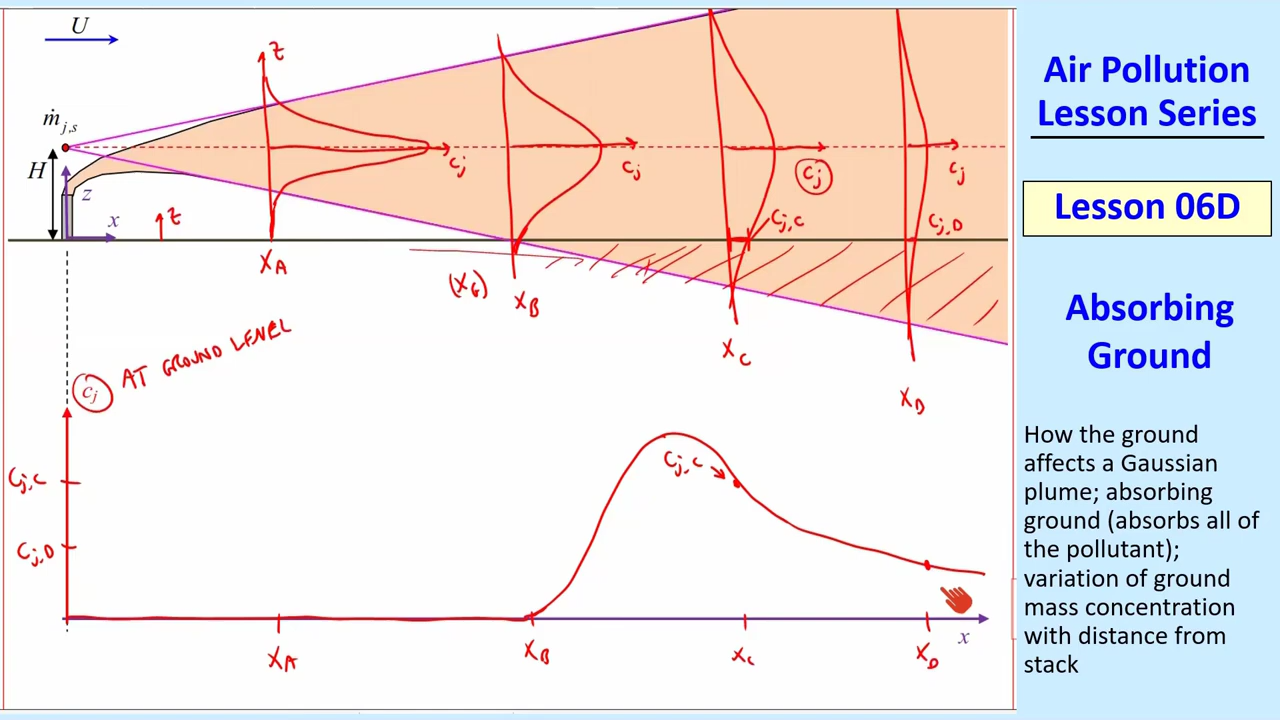 U
ṁj,s
H
z
x
z
z
cj
cj
cj
cj
cj,C
cj,D
xA
(xG)
xB
xC
xD
cj AT GROUND LEVEL
cj,C
cj,D
cj,C
xA
xB
xC
xD
x
Air Pollution
Lesson Series
Lesson 06D
Absorbing
Ground
How the ground
affects a Gaussian
plume; absorbing
ground (absorbs all of
the pollutant);
variation of ground
mass concentration
with distance from
stack